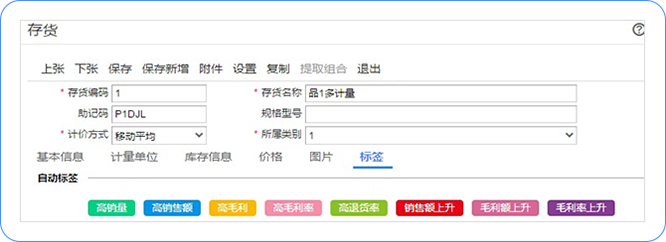 存货
上张 下张 保存 保存新增 附件 设置 复制 提取组合 退出
* 存货编码 1 * 存货名称 品1多计量
助记码 P1DJL 规格型号
* 计价方式 移动平均 * 所属类别 1
基本信息 计量单位 库存信息 价格 图片 标签
自动标签
高销量 高销售额 高毛利 高毛利率 高退货率 销售额上升 毛利额上升 毛利率上升